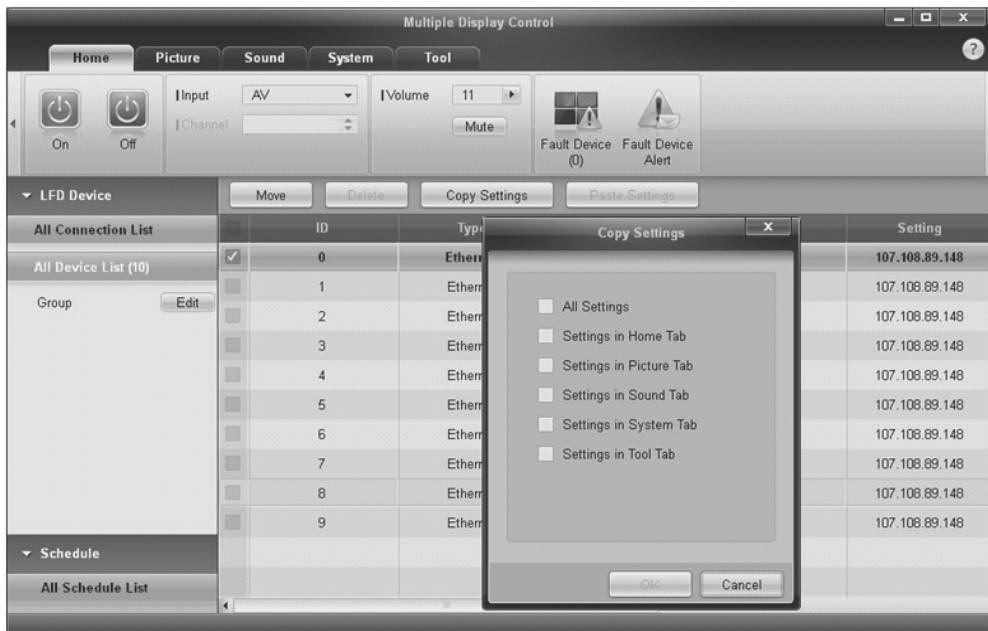 Multiple Display Control
Home Picture Sound System Tool
Input AV Volume 11
Channel Mute
On Off Fault Device (0) Fault Device Alert
LFD Device Move Delete Copy Settings Paste Settings
All Connection List ID Copy Settings x Setting
0 107.108.89.148
All Device List (10)
1 107.108.89.148
Group Edit
All Settings
2 107.108.89.148
Settings in Home Tab
3 107.108.89.148
Settings in Picture Tab
4 107.108.89.148
Settings in Sound Tab
5 107.108.89.148
Settings in System Tab
6 107.108.89.148
Settings in Tool Tab
7 107.108.89.148
8 107.108.89.148
9 107.108.89.148
Schedule
All Schedule List OK Cancel